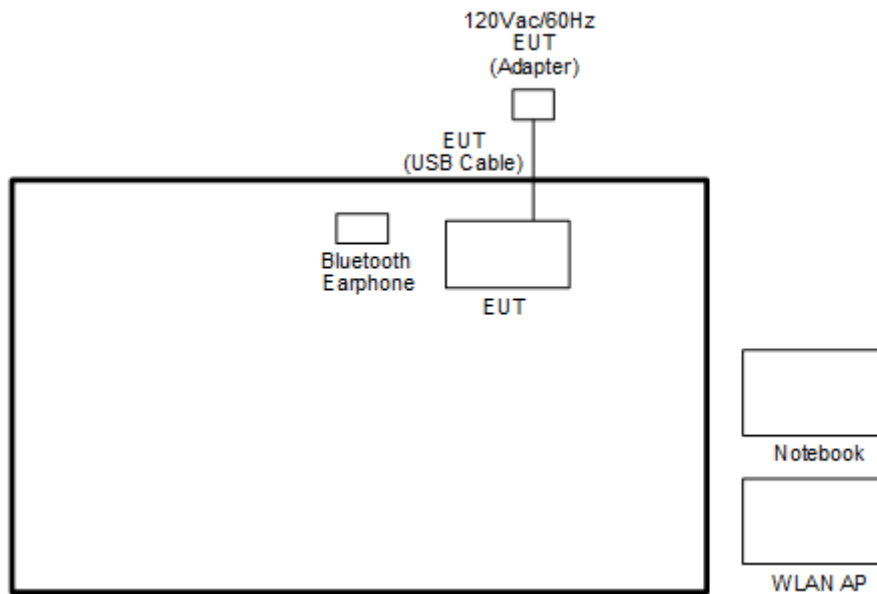 120Vac/60Hz
EUT
(Adapter)
EUT
(USB Cable)
Bluetooth
Earphone
EUT
Notebook
WLAN AP